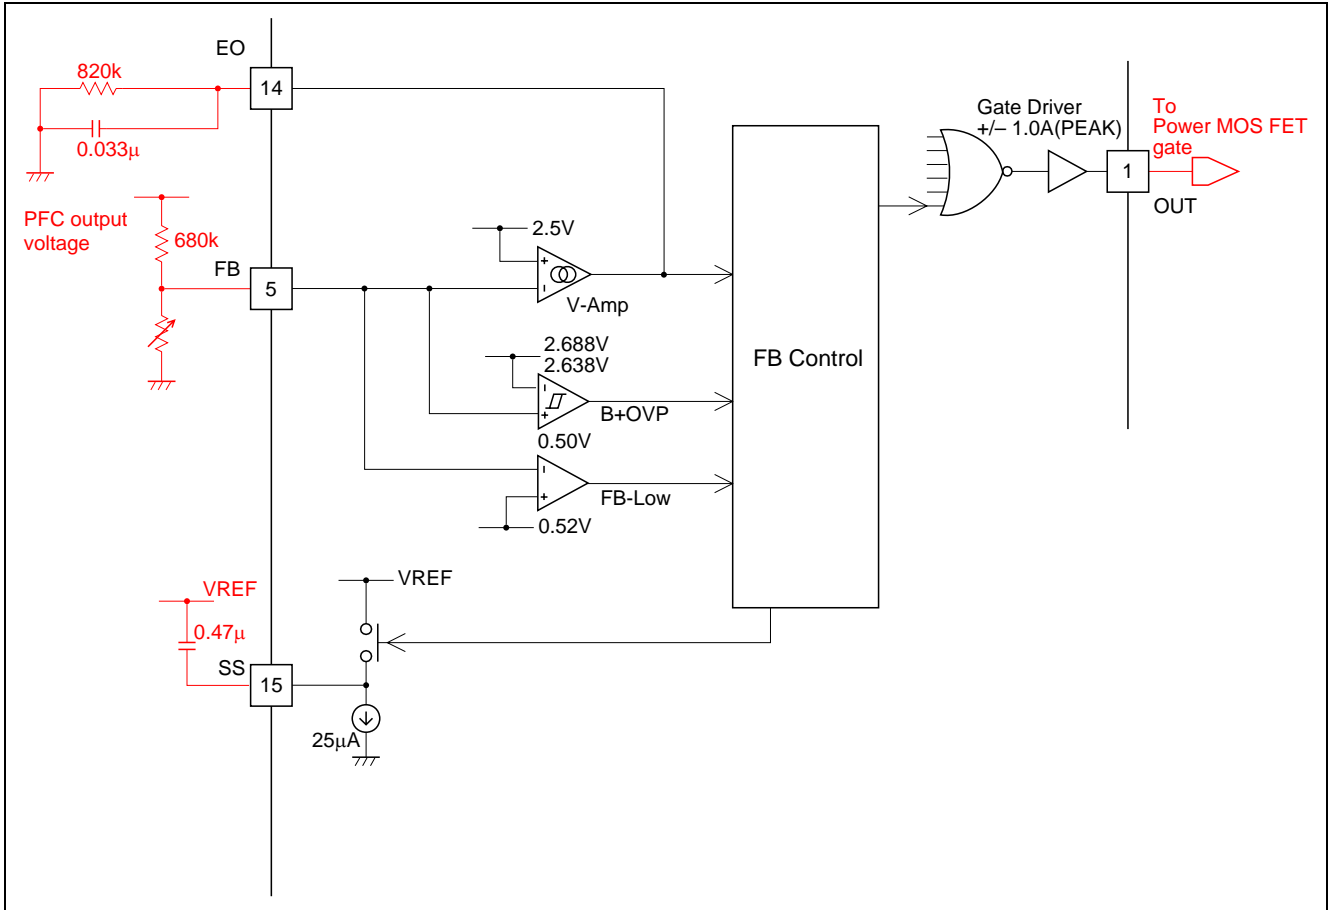 EO
820k
14
0.033μ
Gate Driver
+/– 1.0A(PEAK)
To
Power MOS FET
gate
1
OUT
PFC output
voltage
680k
FB
5
2.5V
+
V-Amp
2.688V
2.638V
+
B+OVP
FB Control
0.50V
+
FB-Low
0.52V
VREF
VREF
0.47μ
SS
15
25μA